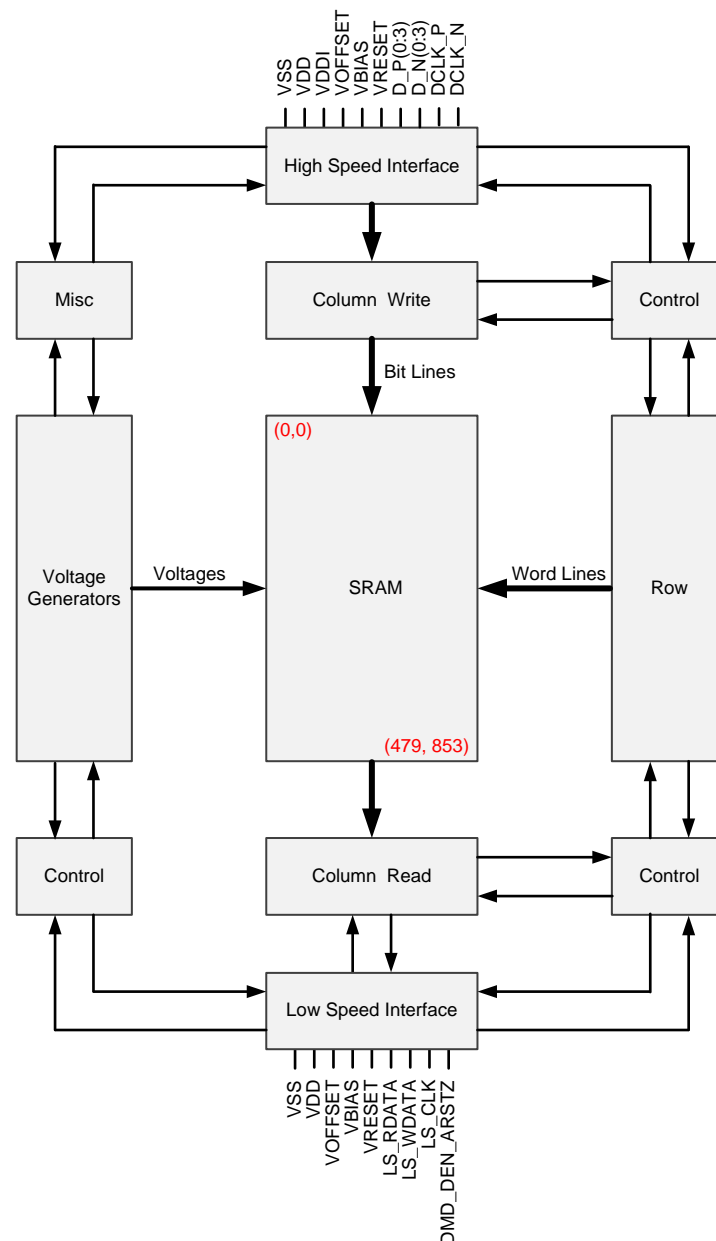 VSS
VDD
VDDI
VOFFSET
VBIAS
VRESET
D_P(0:3)
D_N(0:3)
DCLK_P
DCLK_N
High Speed Interface
Misc
Column Write
Control
Bit Lines
(0,0)
Voltage
Generators
Voltages
SRAM
Word Lines
Row
(479, 853)
Control
Column Read
Control
Low Speed Interface
VSS
VDD
VOFFSET
VBIAS
VRESET
LS_RDATA
LS_WDATA
LS_CLK
DMD_DEN_ARSTZ